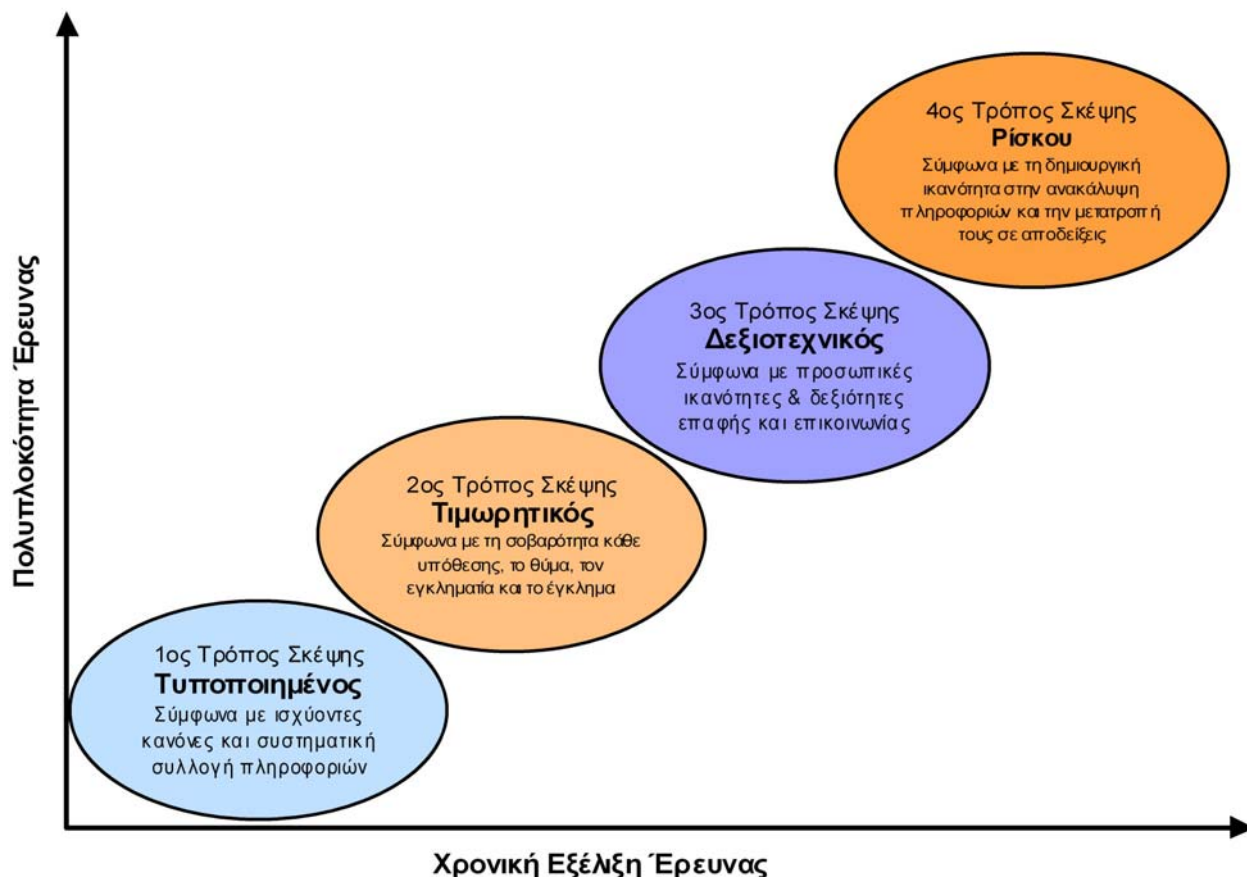 Πολυπλοκότητα Έρευνας
4ος Τρόπος Σκέψης
Ρίσκου
Σύμφωνα με τη δημιουργική
ικανότητα στην ανακάλυψη
πληροφοριών και την μετατροπή
τους σε αποδείξεις
3ος Τρόπος Σκέψης
Δεξιοτεχνικός
Σύμφωνα με προσωπικές
ικανότητες & δεξιότητες
επαφής και επικοινωνίας
2ος Τρόπος Σκέψης
Τιμωρητικός
Σύμφωνα με τη σοβαρότητα κάθε
υπόθεσης, το θύμα, τον
εγκληματία και το έγκλημα
1ος Τρόπος Σκέψης
Τυποποιημένος
Σύμφωνα με ισχύοντες
κανόνες και συστηματική
συλλογή πληροφοριών
Χρονική Εξέλιξη Έρευνας